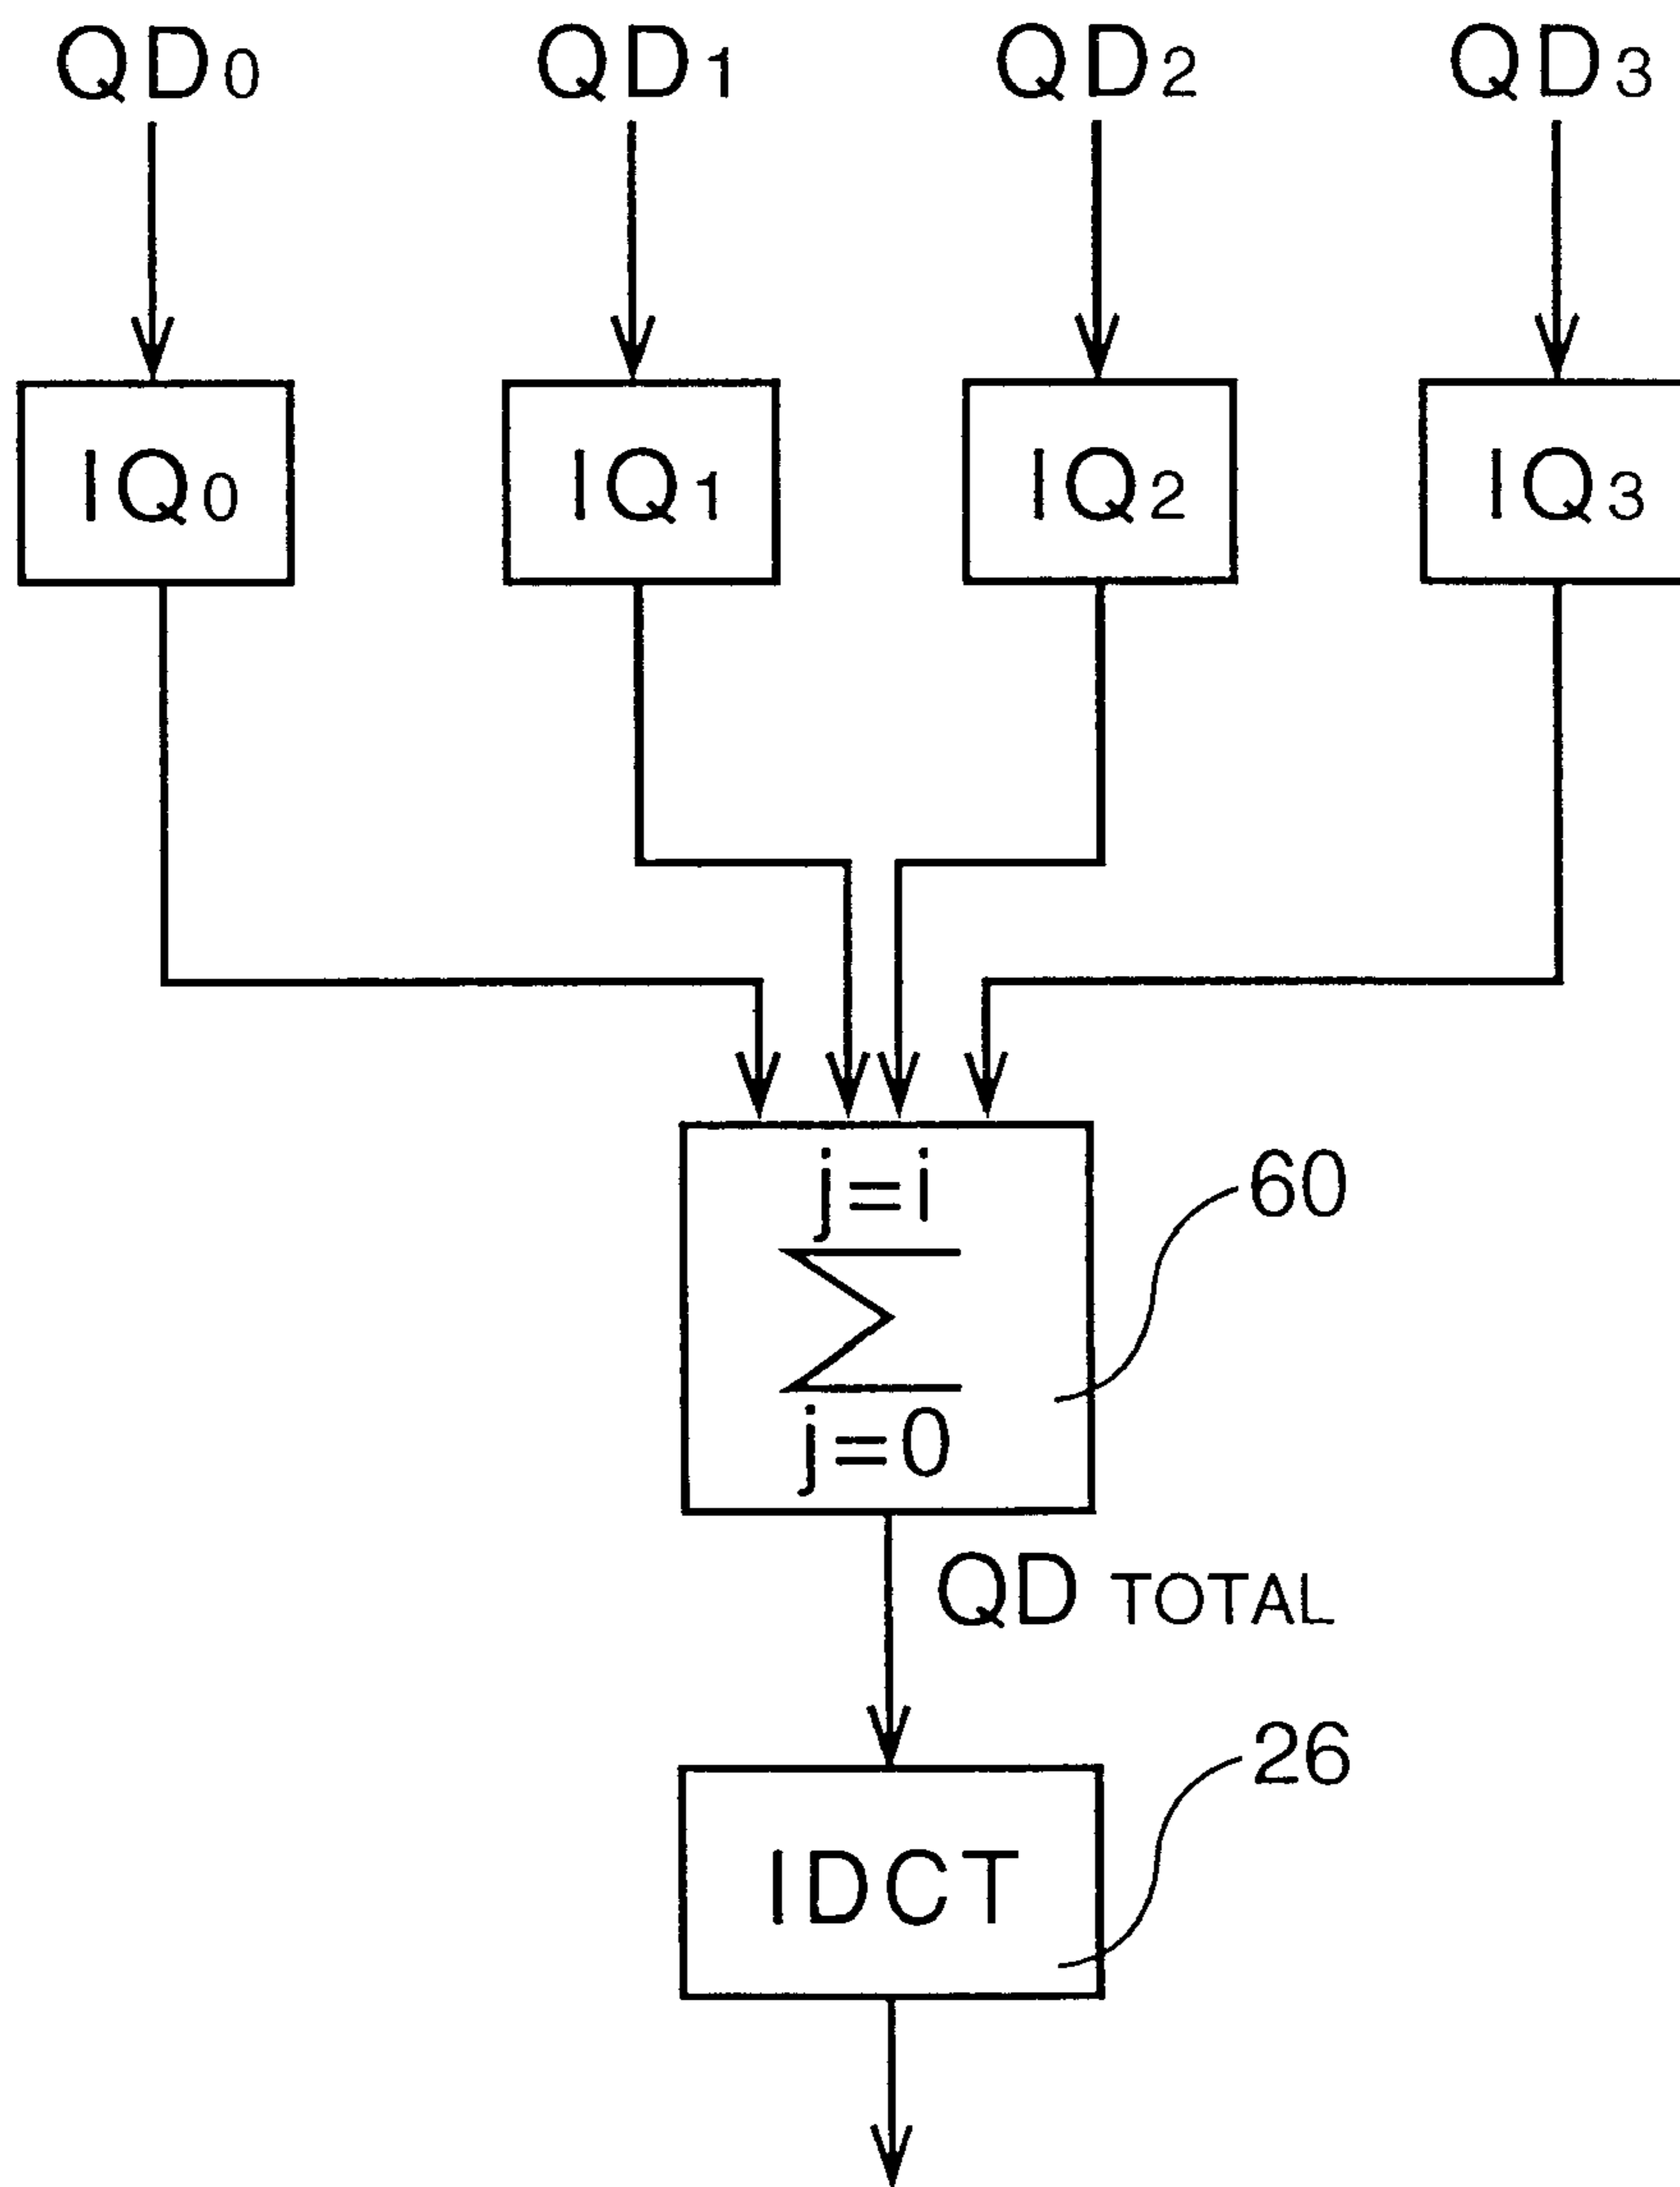 QD0 QD1 QD2 QD3
IQ0 IQ1 IQ2 IQ3
j=i
60
∑
j=0
QD TOTAL
26
IDCT